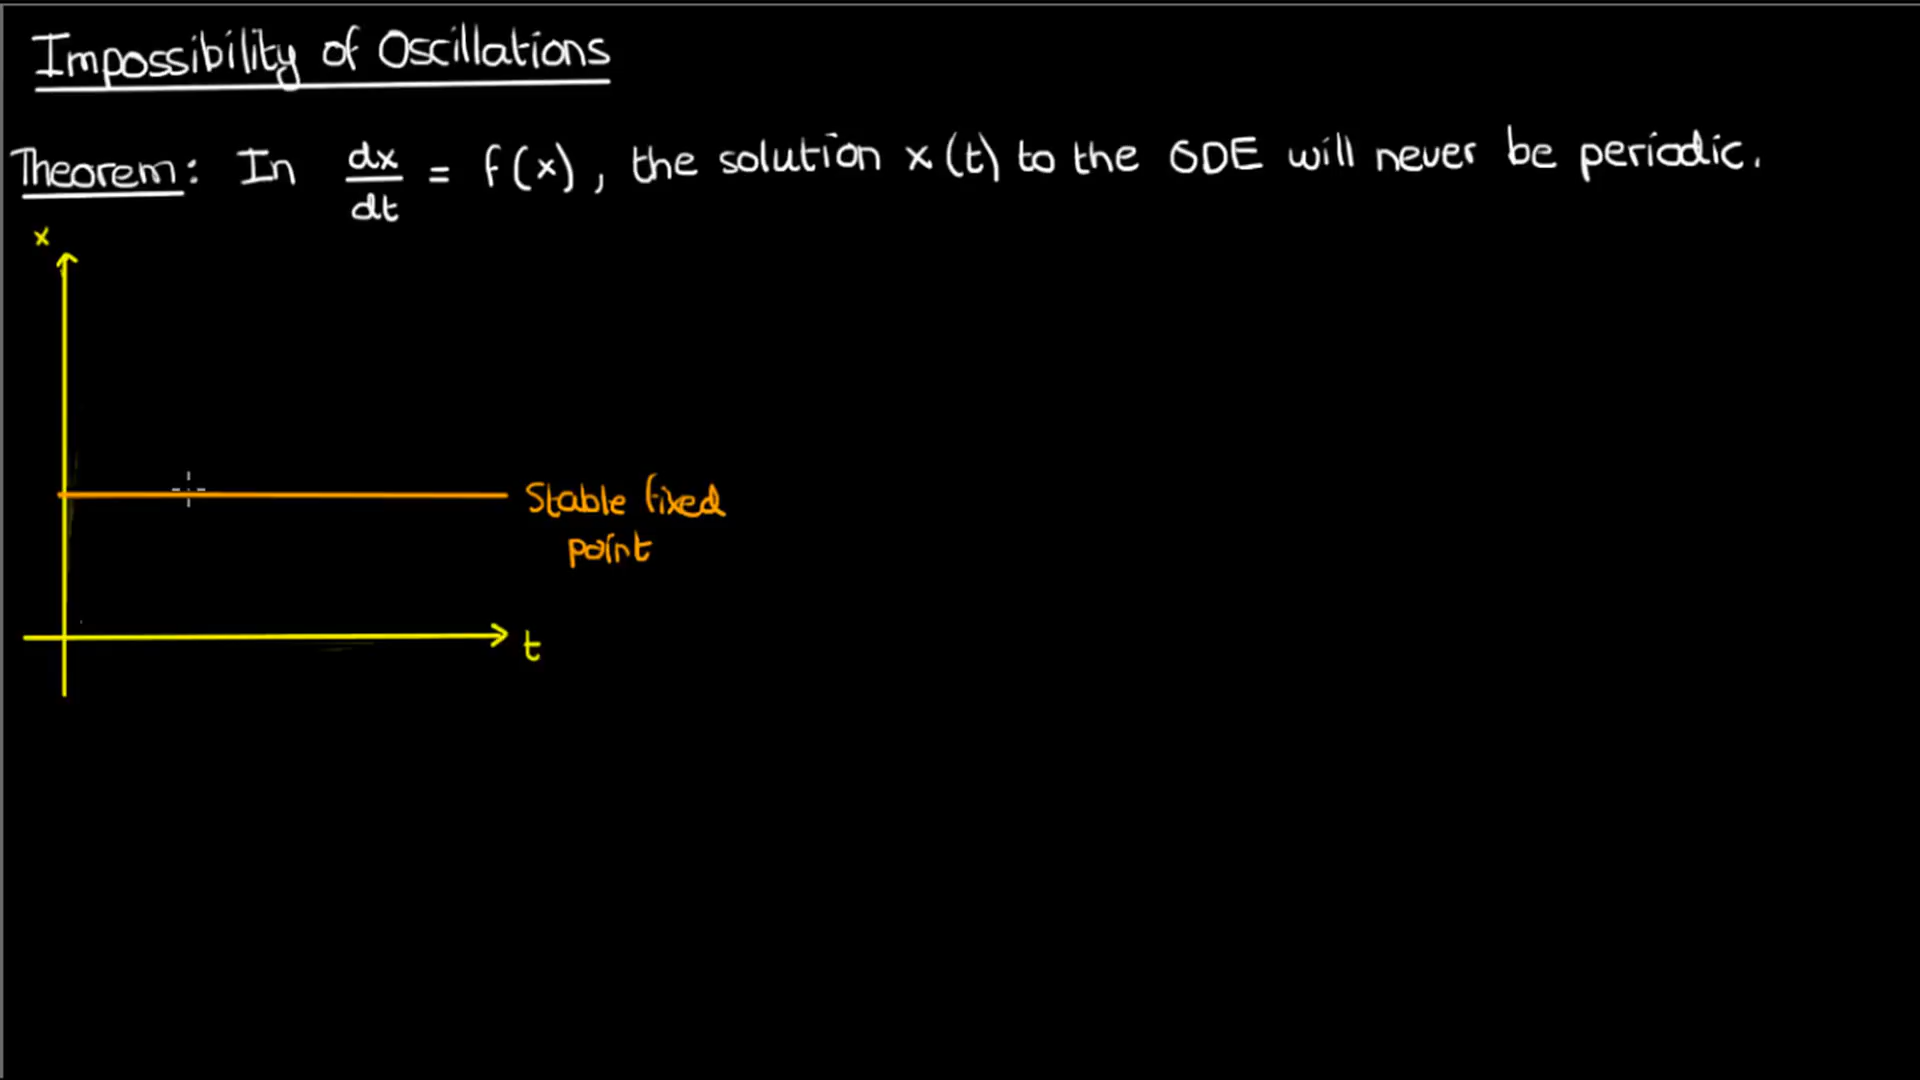 Impossibility of Oscillations
Theorem: In dx/dt = f(x), the solution x(t) to the ODE will never be periodic.
x
Stable fixed
point
t